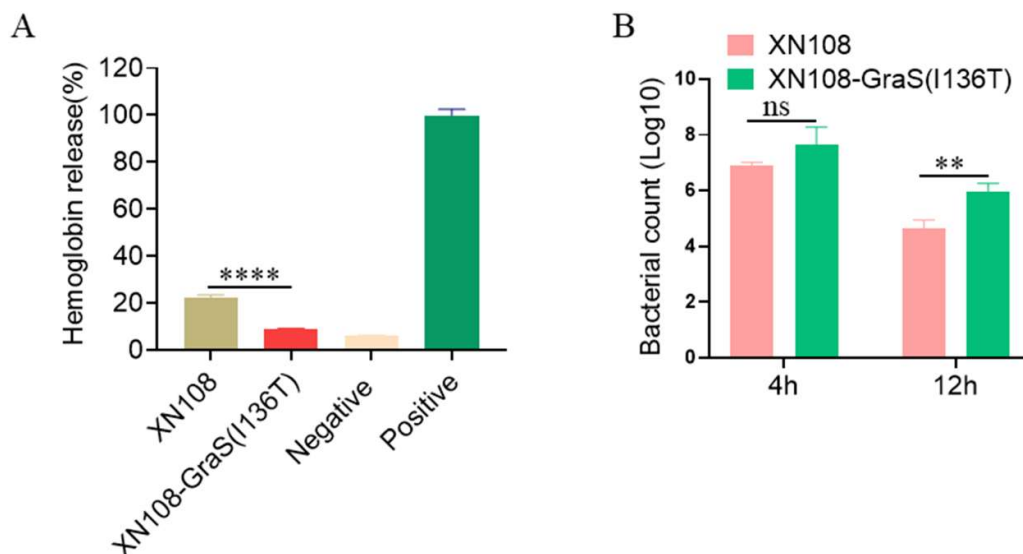 A
Hemoglobin release(%)
120
100
80
60
40
20
0
****
XN108
XN108-GraS(I136T)
Negative
Positive
B
XN108
XN108-GraS(I136T)
Bacterial count (Log10)
10
8
6
4
2
0
ns
**
4h
12h